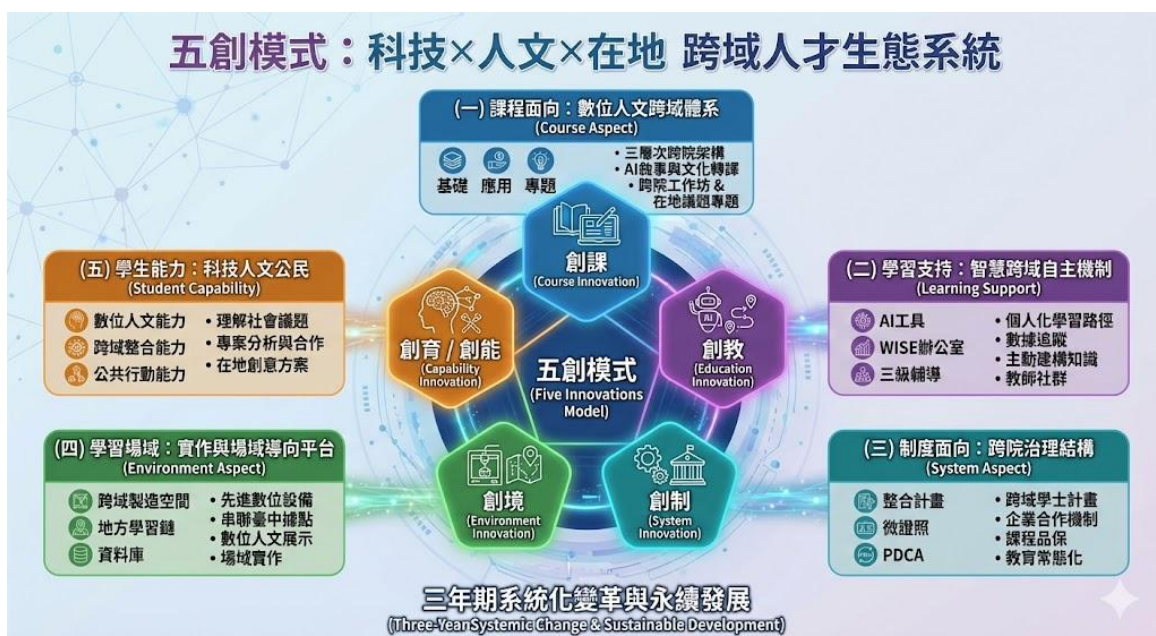 五創模式：科技×人文×在地 跨域人才生態系統
(一) 課程面向：數位人文跨域體系
(Course Aspect)
基礎
應用
專題
• 三層次跨院架構
• AI敘事與文化轉譯
• 跨院工作坊 &
在地議題專題
創課
(Course Innovation)
(二) 學習支持：智慧跨域自主機制
(Learning Support)
AI工具
WISE辦公室
三級輔導
• 個人化學習路徑
• 數據追蹤
• 主動建構知識
• 教師社群
AI
創教
(Education
Innovation)
(三) 制度面向：跨院治理結構
(System Aspect)
整合計畫
微證照
PDCA
• 跨域學士計畫
• 企業合作機制
• 課程品保
• 教育常態化
創制
(System
Innovation)
(四) 學習場域：實作與場域導向平台
(Environment Aspect)
跨域製造空間
地方學習鏈
資料庫
• 先進數位設備
• 串聯臺中據點
• 數位人文展示
• 場域實作
創境
(Environment
Innovation)
(五) 學生能力：科技人文公民
(Student Capability)
數位人文能力
跨域整合能力
公共行動能力
• 理解社會議題
• 專案分析與合作
• 在地創意方案
創育 / 創能
(Capability
Innovation)
五創模式
(Five Innovations
Model)
三年期系統化變革與永續發展
(Three-YearSystemic Change & Sustainable Development)